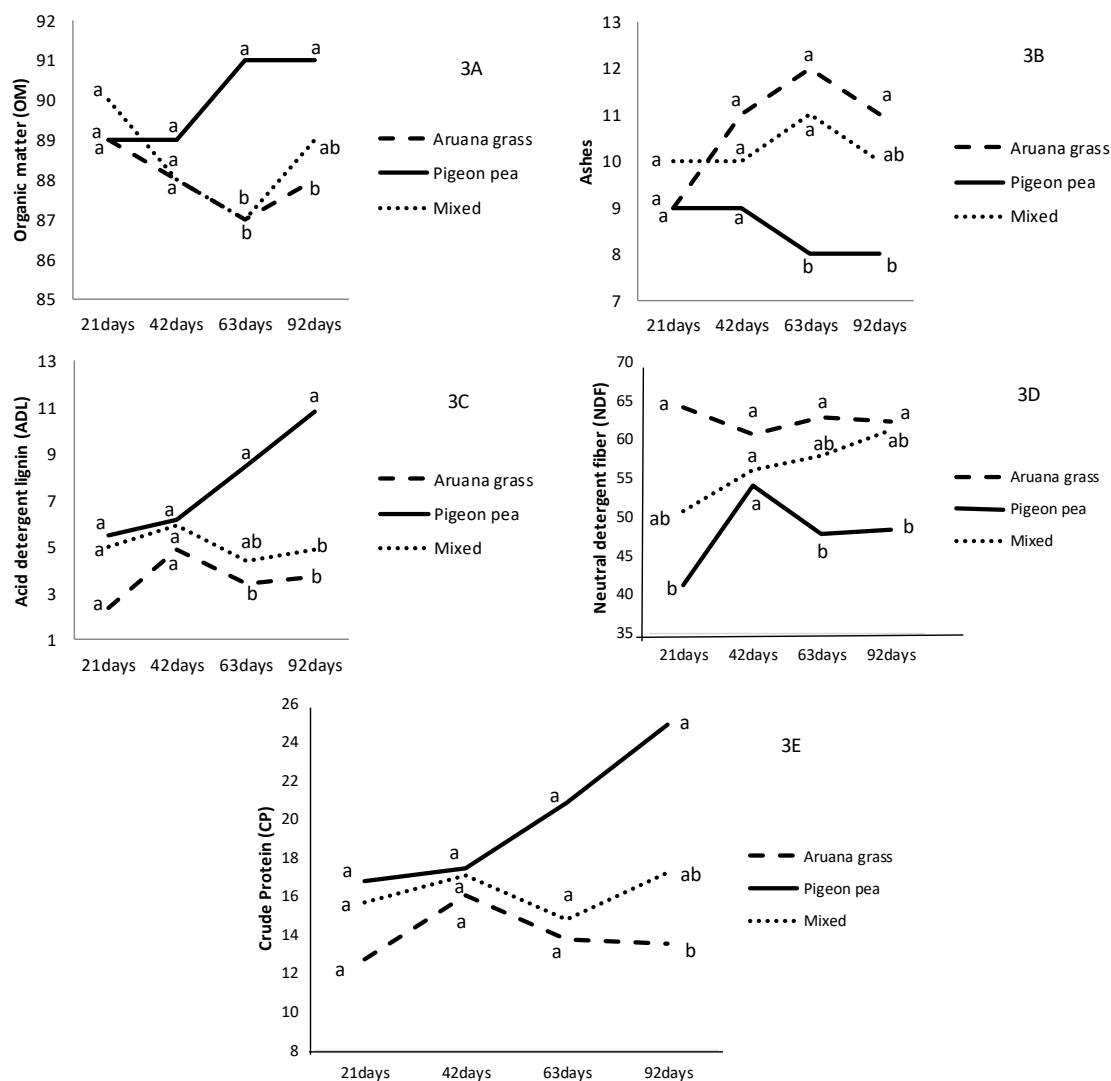 92
91
90
89
88
87
86
85
Organic matter (OM)
21days 42days 63days 92days
a
a
a
a
a
a
a
a
a
b
b
ab
b
3A
Aruana grass
Pigeon pea
Mixed
13
12
11
10
9
8
7
Ashes
21days 42days 63days 92days
a
a
a
a
a
a
a
a
b
a
ab
b
3B
Aruana grass
Pigeon pea
Mixed
13
11
9
7
5
3
1
Acid detergent lignin (ADL)
21days 42days 63days 92days
a
a
a
a
a
a
a
ab
b
a
b
b
3C
Aruana grass
Pigeon pea
Mixed
70
65
60
55
50
45
40
35
Neutral detergent fiber (NDF)
21days 42days 63days 92days
a
ab
b
a
a
a
a
ab
b
a
ab
b
3D
Aruana grass
Pigeon pea
Mixed
26
24
22
20
18
16
14
12
10
8
Crude Protein (CP)
21days 42days 63days 92days
a
a
a
a
a
a
a
a
a
a
ab
b
3E
Aruana grass
Pigeon pea
Mixed